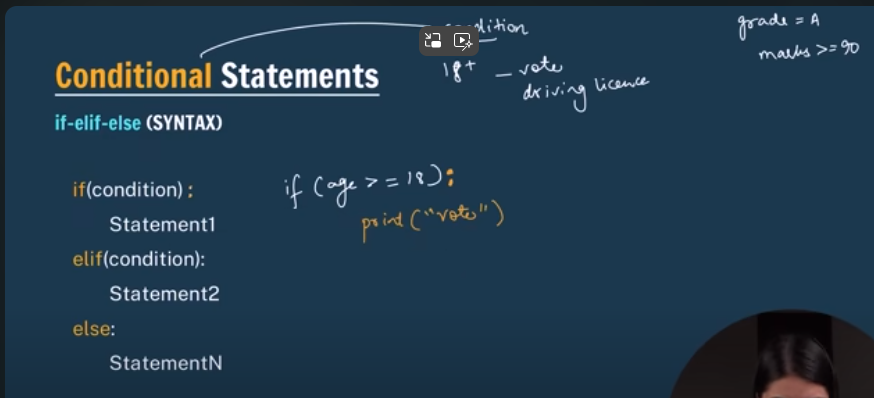 Conditional Statements
if-elif-else (SYNTAX)
if(condition) :
Statement1
elif(condition):
Statement2
else:
StatementN
18+ – vote
driving licence
grade = A
marks >= 90
if (age >= 18):
print("vote")